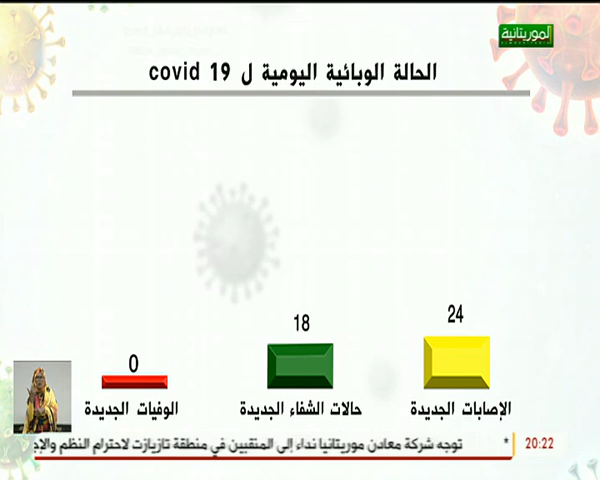 الموريتانية
الحالة الوبائية اليومية ل covid 19
24
18
0
الإصابات الجديدة
حالات الشفاء الجديدة
الوفيات الجديدة
20:22
* توجه شركة معادن موريتانيا نداء إلى المنقبين في منطقة تازيازت لاحترام النظم والإج